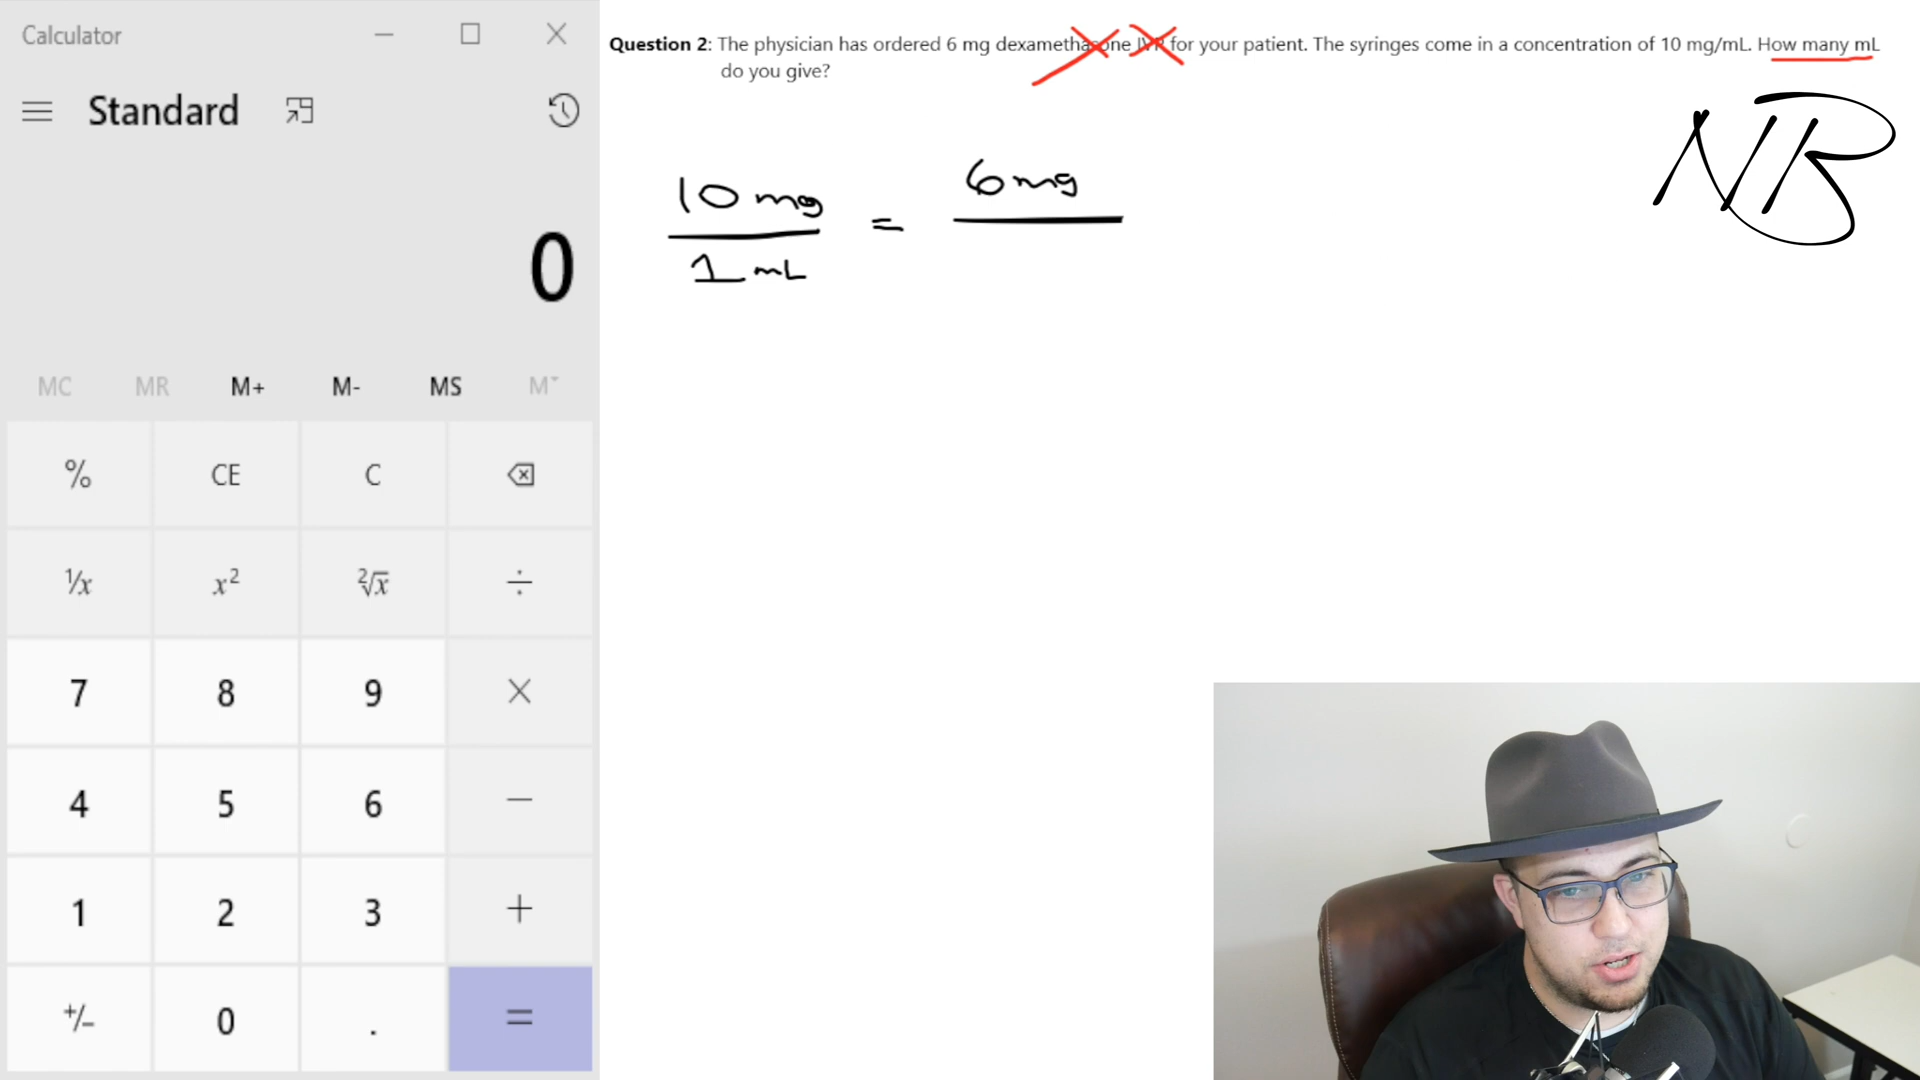 Calculator
Standard
0
MC MR M+ M- MS M˅
% CE C
¹/x x² ²√x ÷
7 8 9 ×
4 5 6 −
1 2 3 +
+/− 0 . =
Question 2: The physician has ordered 6 mg dexamethasone IVP for your patient. The syringes come in a concentration of 10 mg/mL. How many mL
do you give?
NR
10 mg = 6 mg
1 mL